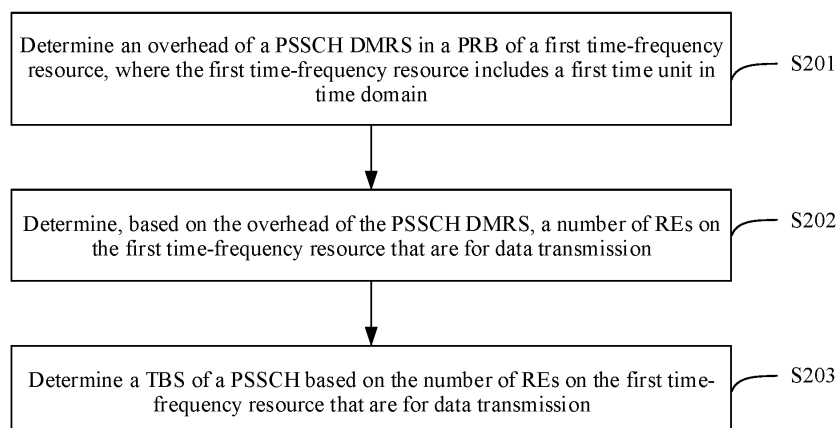 Determine an overhead of a PSSCH DMRS in a PRB of a first time-frequency
resource, where the first time-frequency resource includes a first time unit in
time domain
S201
Determine, based on the overhead of the PSSCH DMRS, a number of REs on
the first time-frequency resource that are for data transmission
S202
Determine a TBS of a PSSCH based on the number of REs on the first time-
frequency resource that are for data transmission
S203